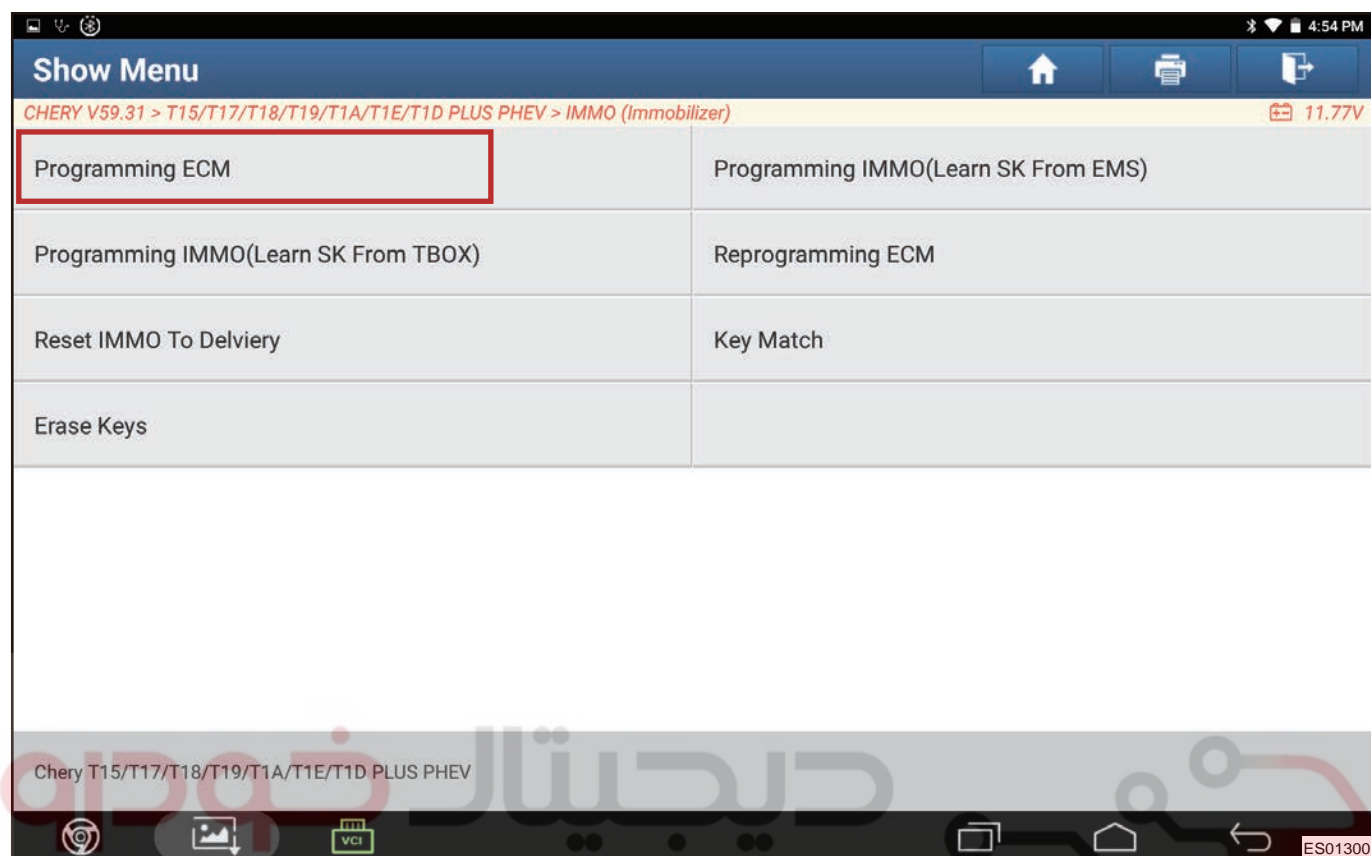 4:54 PM
Show Menu
CHERY V59.31 > T15/T17/T18/T19/T1A/T1E/T1D PLUS PHEV > IMMO (Immobilizer)
11.77V
Programming ECM
Programming IMMO(Learn SK From EMS)
Programming IMMO(Learn SK From TBOX)
Reprogramming ECM
Reset IMMO To Delviery
Key Match
Erase Keys
Chery T15/T17/T18/T19/T1A/T1E/T1D PLUS PHEV
دیجیتال خودرو
VCI
ES01300